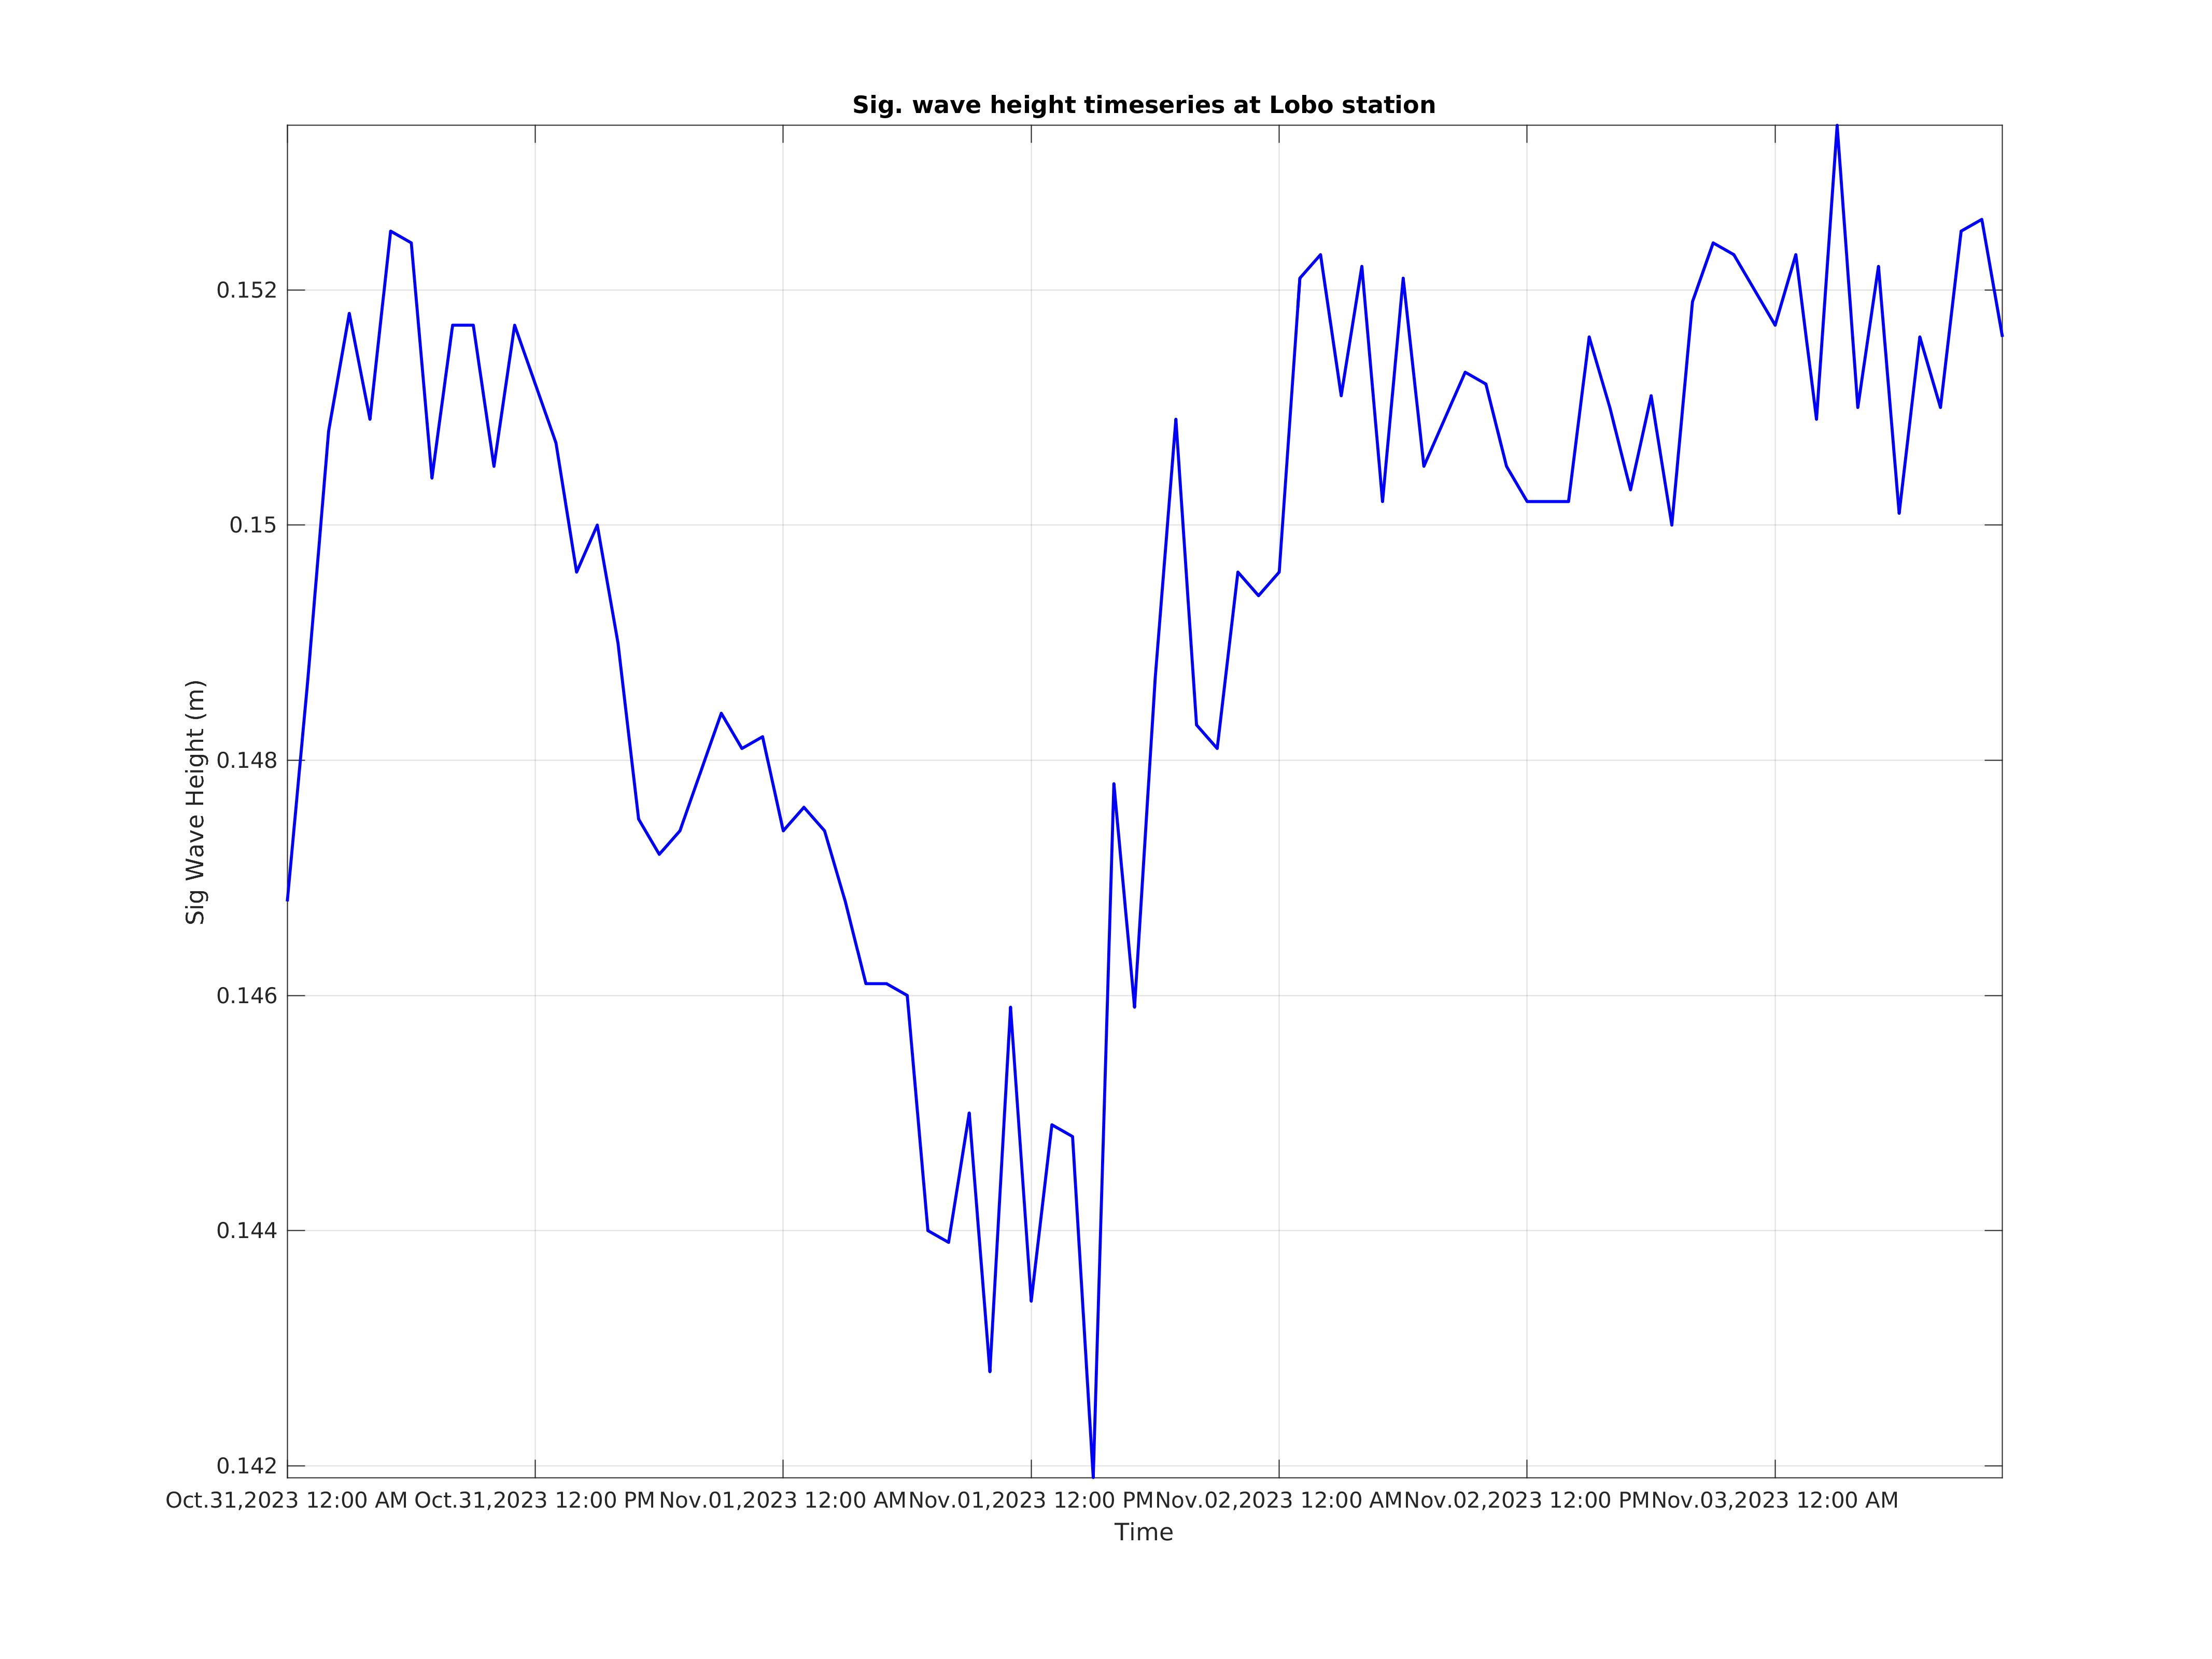 Sig. wave height timeseries at Lobo station
0.152
0.15
0.148
0.146
0.144
0.142
Sig Wave Height (m)
Oct.31,2023 12:00 AM Oct.31,2023 12:00 PM Nov.01,2023 12:00 AM Nov.01,2023 12:00 PM Nov.02,2023 12:00 AM Nov.02,2023 12:00 PM Nov.03,2023 12:00 AM
Time